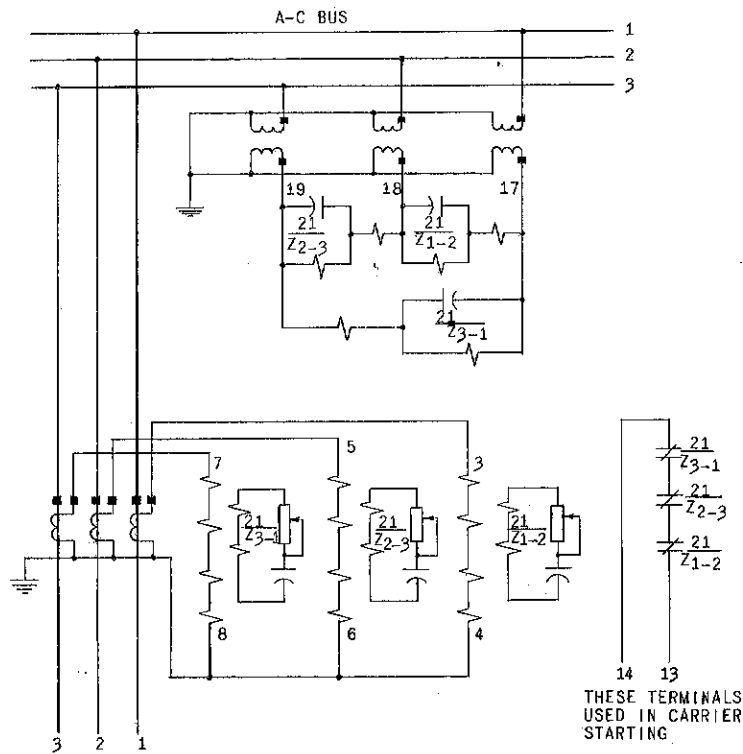 A-C BUS
1
2
3
19
18
17
21
Z2-3
21
Z1-2
21
Z3-1
7
5
3
21
Z3-1
21
Z2-3
21
Z1-2
21
Z3-1
21
Z2-3
21
Z1-2
8
6
4
14 13
THESE TERMINALS
USED IN CARRIER
STARTING
3 2 1